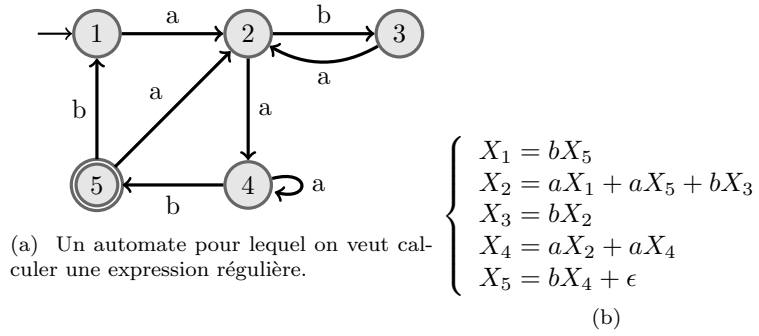 1
a
2
b
3
a
b
a
a
5
b
4
a
(a) Un automate pour lequel on veut cal-
culer une expression régulière.
X₁ = bX₅
X₂ = aX₁ + aX₅ + bX₃
X₃ = bX₂
X₄ = aX₂ + aX₄
X₅ = bX₄ + ϵ
(b)